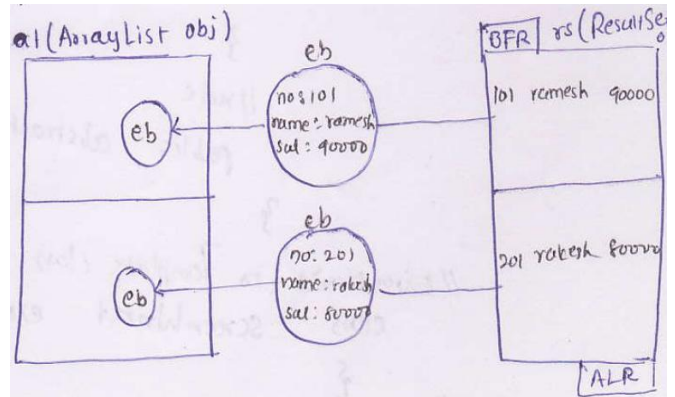 al(ArrayList obj)
BFR rs(ResultSe
eb
no:101
name: ramesh
sal: 90000
eb
101 ramesh 90000
eb
no: 201
name: rakesh
sal: 80000
eb
201 rakesh 80000
ALR